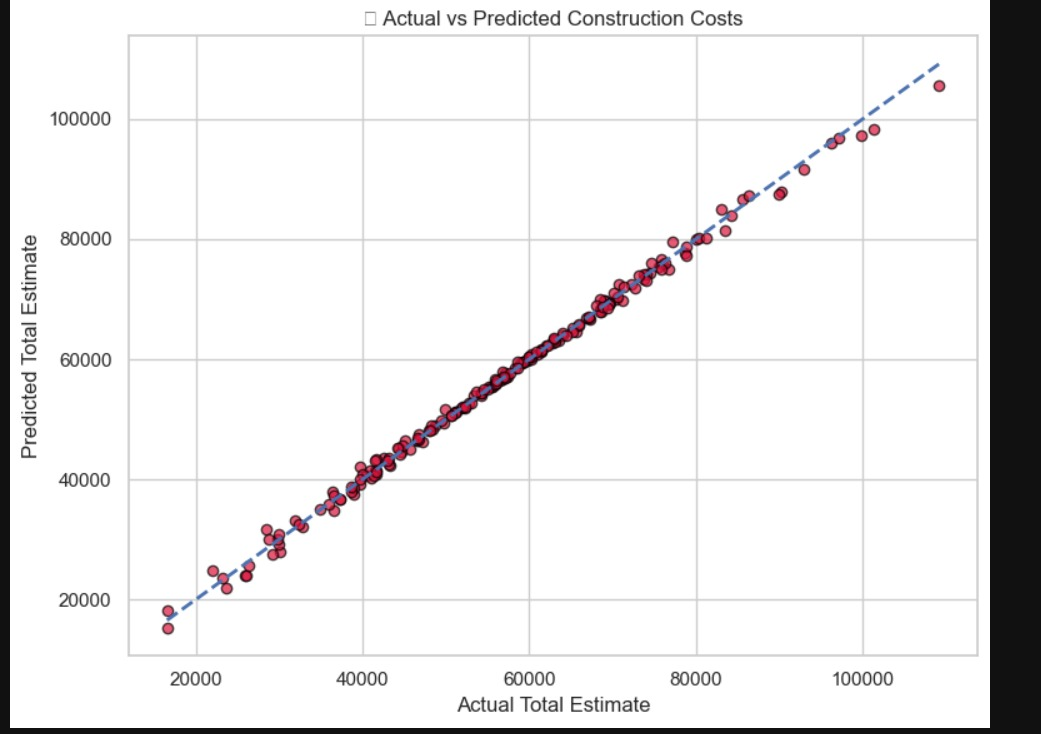 □ Actual vs Predicted Construction Costs
100000
80000
60000
40000
20000
Predicted Total Estimate
20000 40000 60000 80000 100000
Actual Total Estimate